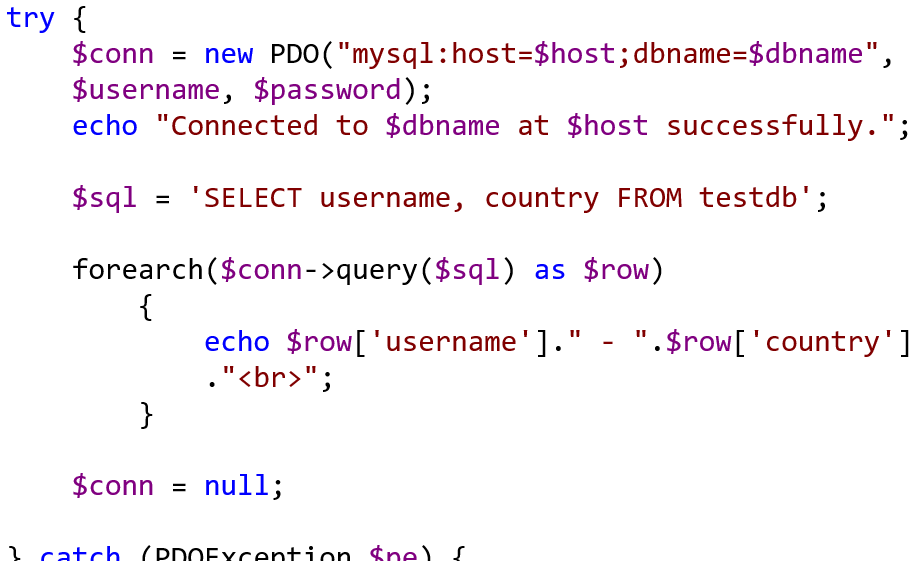 try {
    $conn = new PDO("mysql:host=$host;dbname=$dbname",
    $username, $password);
    echo "Connected to $dbname at $host successfully.";
    $sql = 'SELECT username, country FROM testdb';
    forearch($conn->query($sql) as $row)
        {
            echo $row['username']." - ".$row['country']
            ."<br>";
        }
    $conn = null;
} catch (PDOException $pe) {